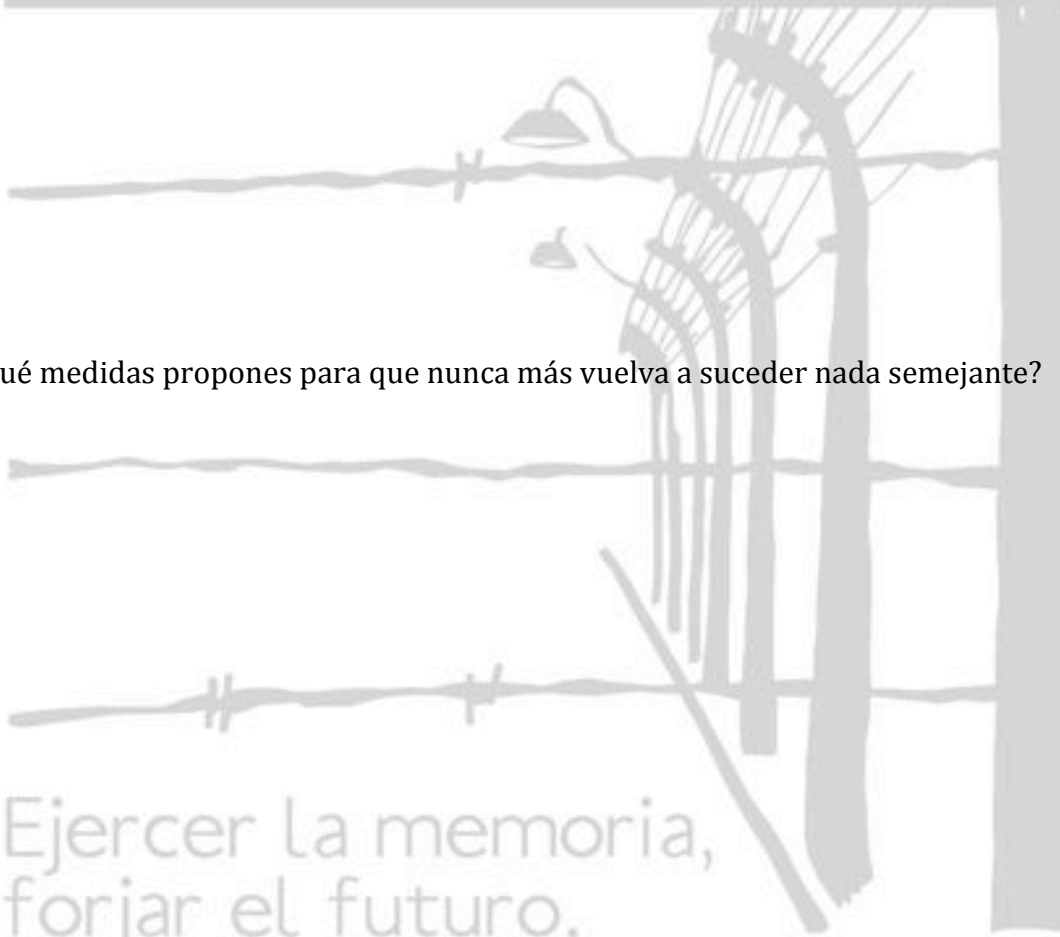 ué medidas propones para que nunca más vuelva a suceder nada semejante?
Ejercer la memoria,
forjar el futuro.